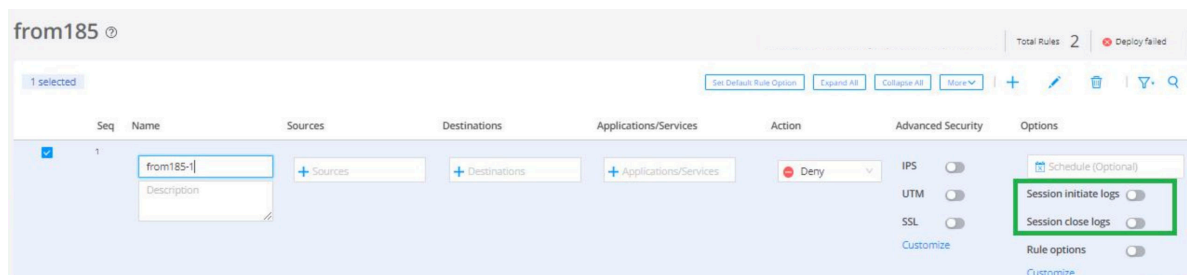 from185
Total Rules 2 Deploy failed
1 selected Set Default Rule Option Expand All Collapse All More
Seq Name Sources Destinations Applications/Services Action Advanced Security Options
1 from185-1 Sources Destinations Applications/Services Deny IPS Schedule (Optional)
Description UTM Session initiate logs
SSL Session close logs
Customize Rule options
Customize